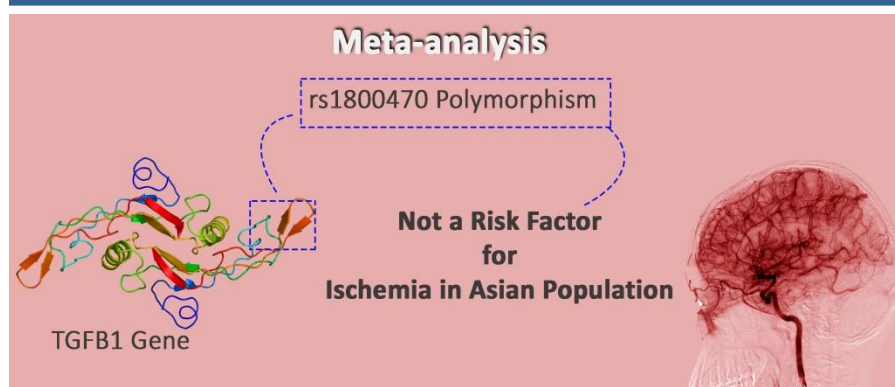 Meta-analysis
rs1800470 Polymorphism
Not a Risk Factor
for
Ischemia in Asian Population
TGFB1 Gene